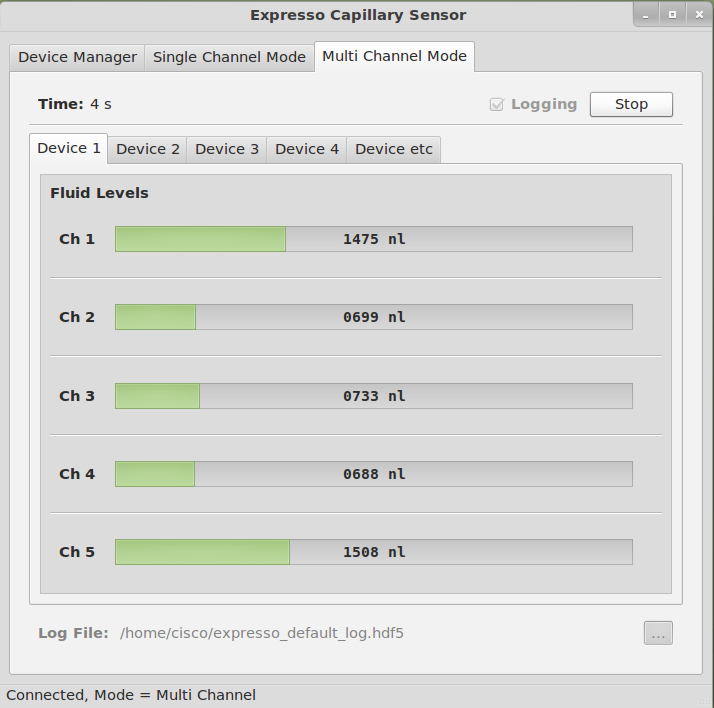 Expresso Capillary Sensor
Device Manager Single Channel Mode Multi Channel Mode
Time: 4 s Logging Stop
Device 1 Device 2 Device 3 Device 4 Device etc
Fluid Levels
Ch 1 1475 nl
Ch 2 0699 nl
Ch 3 0733 nl
Ch 4 0688 nl
Ch 5 1508 nl
Log File: /home/cisco/expresso_default_log.hdf5 ...
Connected, Mode = Multi Channel